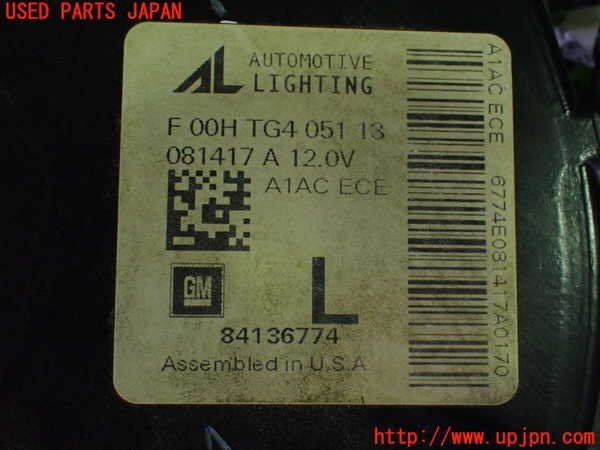 USED PARTS JAPAN
AL AUTOMOTIVE
LIGHTING
F 00H TG4 051 13
081417 A 12.0V
A1AC ECE
GM
L
84136774
Assembled in U.S.A
A1AC ECE 6774E081417A0170
http://www.upjpn.com/